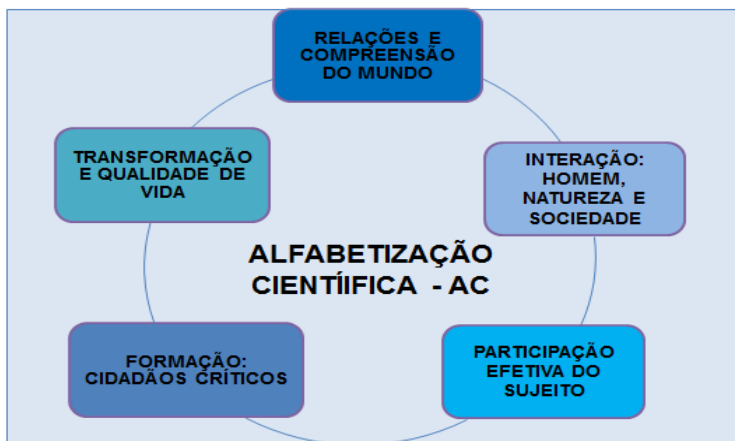 RELAÇÕES E
COMPREENSÃO
DO MUNDO
TRANSFORMAÇÃO
E QUALIDADE DE
VIDA
INTERAÇÃO:
HOMEM,
NATUREZA E
SOCIEDADE
ALFABETIZAÇÃO
CIENTÍIFICA - AC
FORMAÇÃO:
CIDADÃOS CRÍTICOS
PARTICIPAÇÃO
EFETIVA DO
SUJEITO